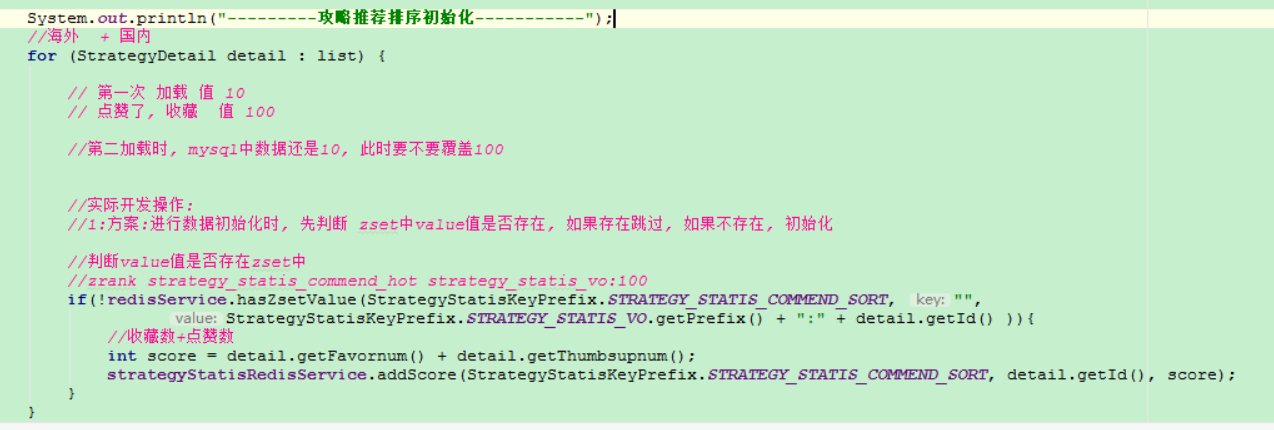 System.out.println("---------攻略推荐排序初始化-----------");
//海外  + 国内
for (StrategyDetail detail : list) {
// 第一次 加载 值 10
// 点赞了, 收藏  值 100
//第二加载时, mysql中数据还是10, 此时要不要覆盖100
//实际开发操作:
//1:方案:进行数据初始化时, 先判断 zset中value值是否存在, 如果存在跳过, 如果不存在, 初始化
//判断value值是否存在zset中
//zrank strategy_statis_commend_hot strategy_statis_vo:100
if(!redisService.hasZsetValue(StrategyStatisKeyPrefix.STRATEGY_STATIS_COMMEND_SORT, key: "",
value: StrategyStatisKeyPrefix.STRATEGY_STATIS_VO.getPrefix() + ":" + detail.getId() )){
//收藏数+点赞数
int score = detail.getFavornum() + detail.getThumbsupnum();
strategyStatisRedisService.addScore(StrategyStatisKeyPrefix.STRATEGY_STATIS_COMMEND_SORT, detail.getId(), score);
}
}